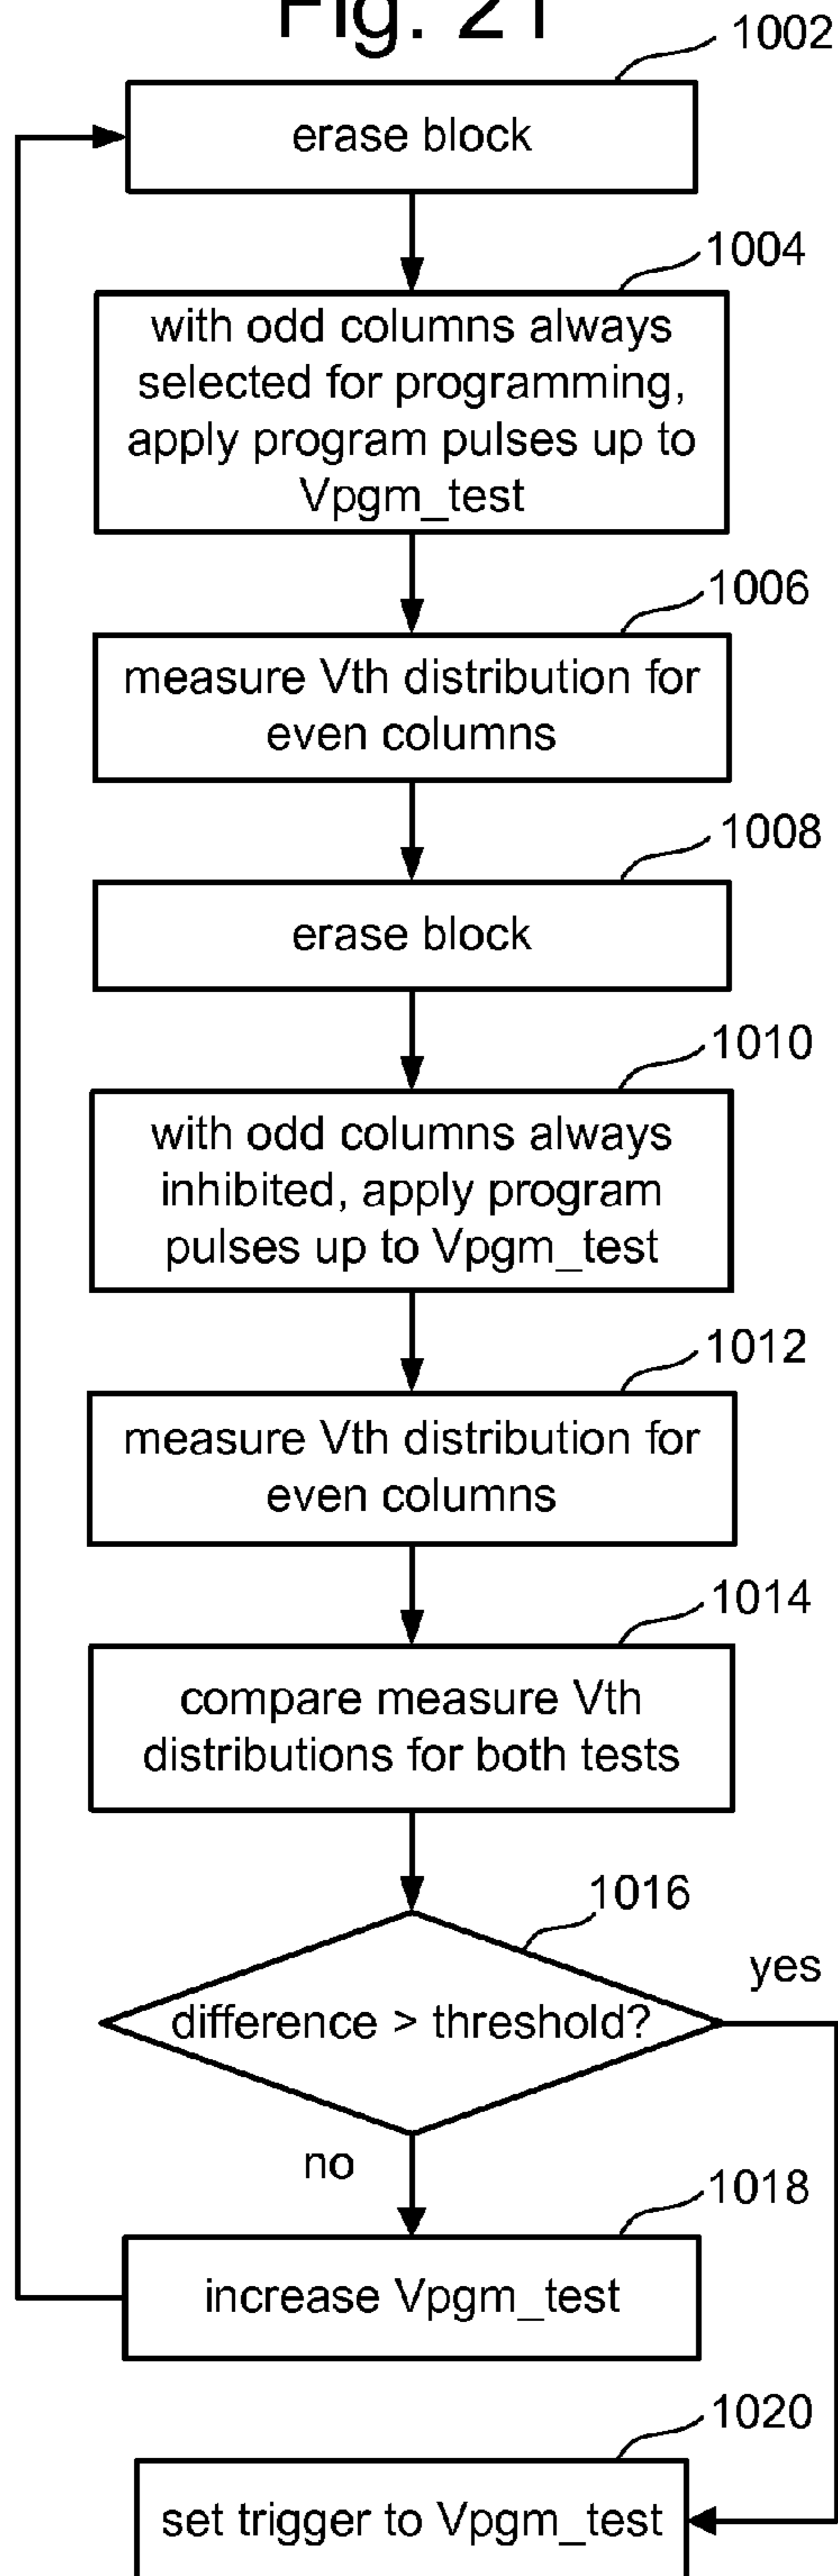 Fig. 21
1002
erase block
1004
with odd columns always
selected for programming,
apply program pulses up to
Vpgm_test
1006
measure Vth distribution for
even columns
1008
erase block
1010
with odd columns always
inhibited, apply program
pulses up to Vpgm_test
1012
measure Vth distribution for
even columns
1014
compare measure Vth
distributions for both tests
1016
difference > threshold?
yes
no
1018
increase Vpgm_test
1020
set trigger to Vpgm_test